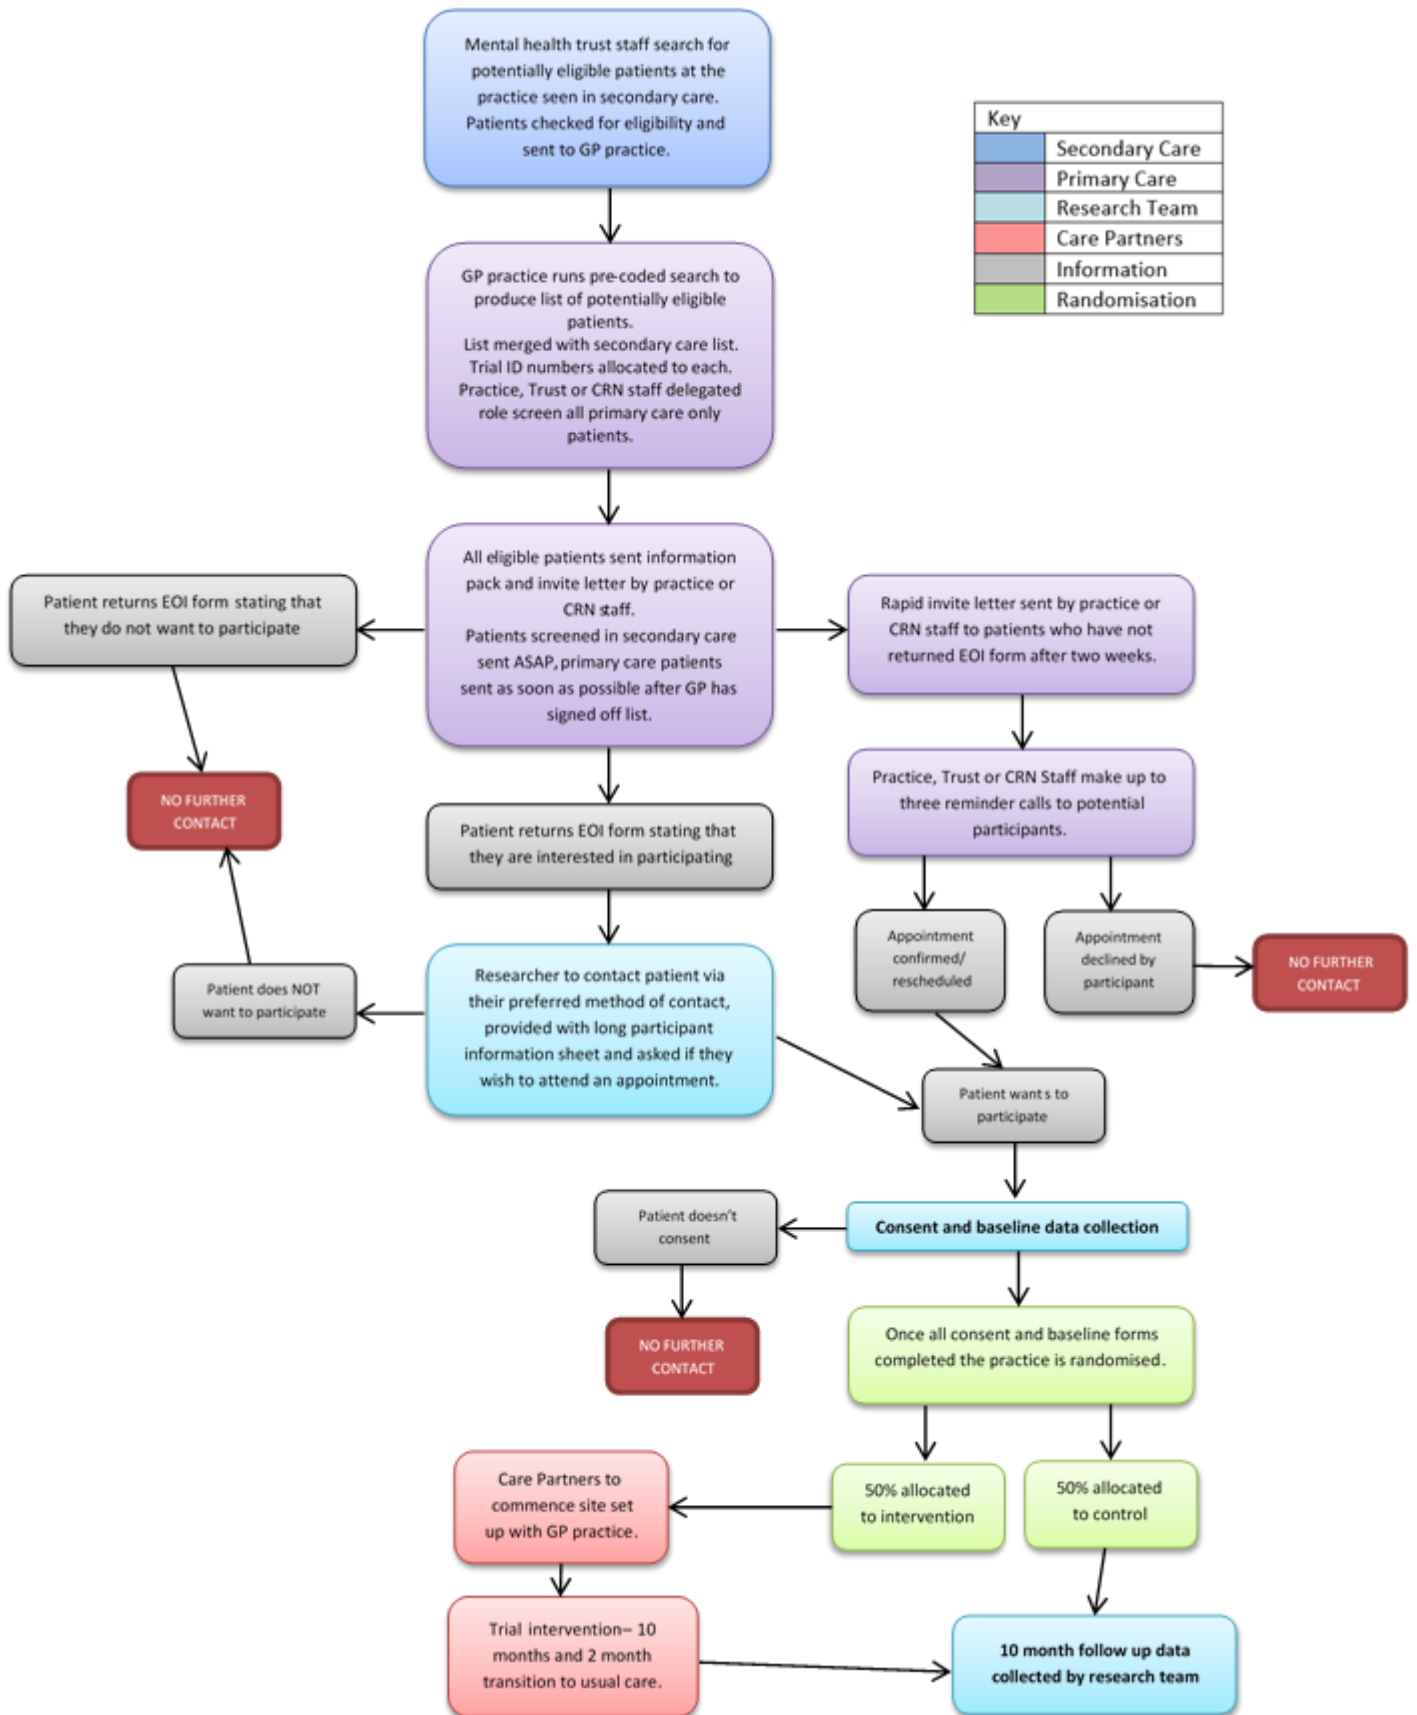 Mental health trust staff search for
potentially eligible patients at the
practice seen in secondary care.
Patients checked for eligibility and
sent to GP practice.
Key
Secondary Care
Primary Care
Research Team
Care Partners
Information
Randomisation
GP practice runs pre-coded search to
produce list of potentially eligible
patients.
List merged with secondary care list.
Trial ID numbers allocated to each.
Practice, Trust or CRN staff delegated
role screen all primary care only
patients.
All eligible patients sent information
pack and invite letter by practice or
CRN staff.
Patients screened in secondary care
sent ASAP, primary care patients
sent as soon as possible after GP has
signed off list.
Patient returns EOI form stating that
they do not want to participate
Rapid invite letter sent by practice or
CRN staff to patients who have not
returned EOI form after two weeks.
NO FURTHER
CONTACT
Patient returns EOI form stating that
they are interested in participating
Practice, Trust or CRN Staff make up to
three reminder calls to potential
participants.
Appointment
confirmed/
rescheduled
Appointment
declined by
participant
NO FURTHER
CONTACT
Patient does NOT
want to participate
Researcher to contact patient via
their preferred method of contact,
provided with long participant
information sheet and asked if they
wish to attend an appointment.
Patient wants to
participate
Patient doesn't
consent
Consent and baseline data collection
NO FURTHER
CONTACT
Once all consent and baseline forms
completed the practice is randomised.
Care Partners to
commence site set
up with GP practice.
50% allocated
to intervention
50% allocated
to control
Trial intervention– 10
months and 2 month
transition to usual care.
10 month follow up data
collected by research team